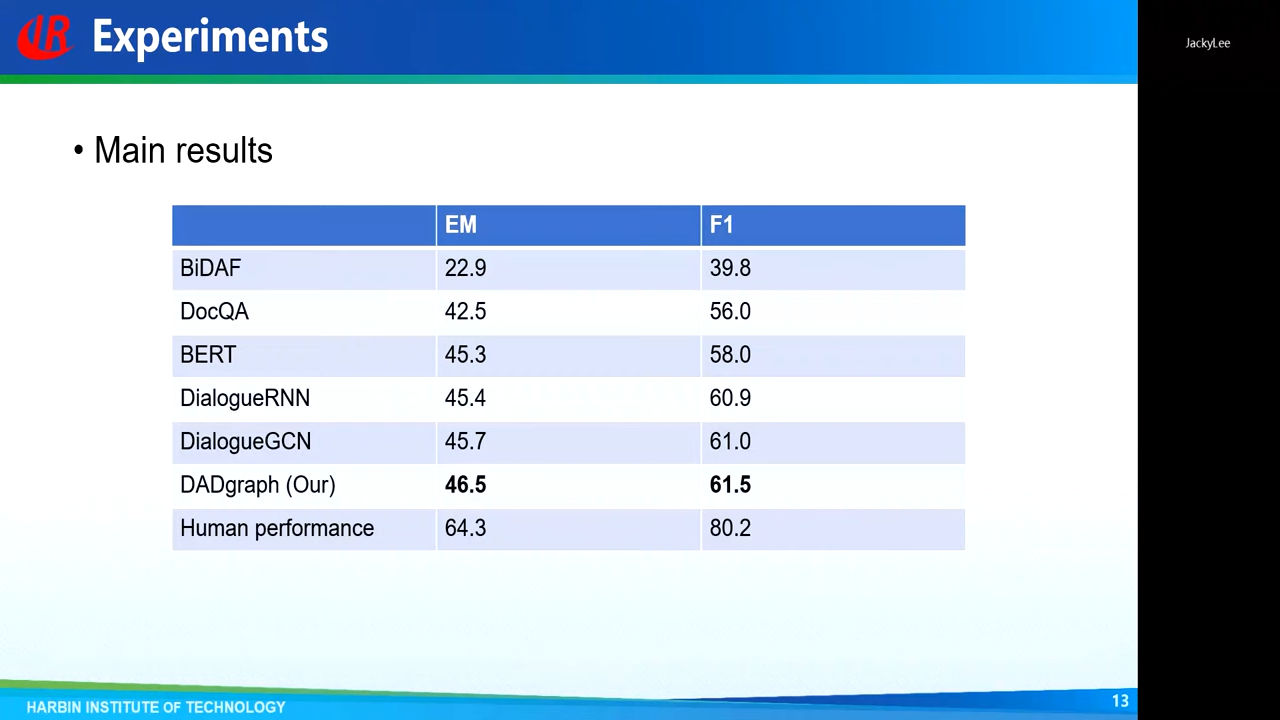 Experiments
JackyLee
• Main results
EM F1
BiDAF 22.9 39.8
DocQA 42.5 56.0
BERT 45.3 58.0
DialogueRNN 45.4 60.9
DialogueGCN 45.7 61.0
DADgraph (Our) 46.5 61.5
Human performance 64.3 80.2
HARBIN INSTITUTE OF TECHNOLOGY
13